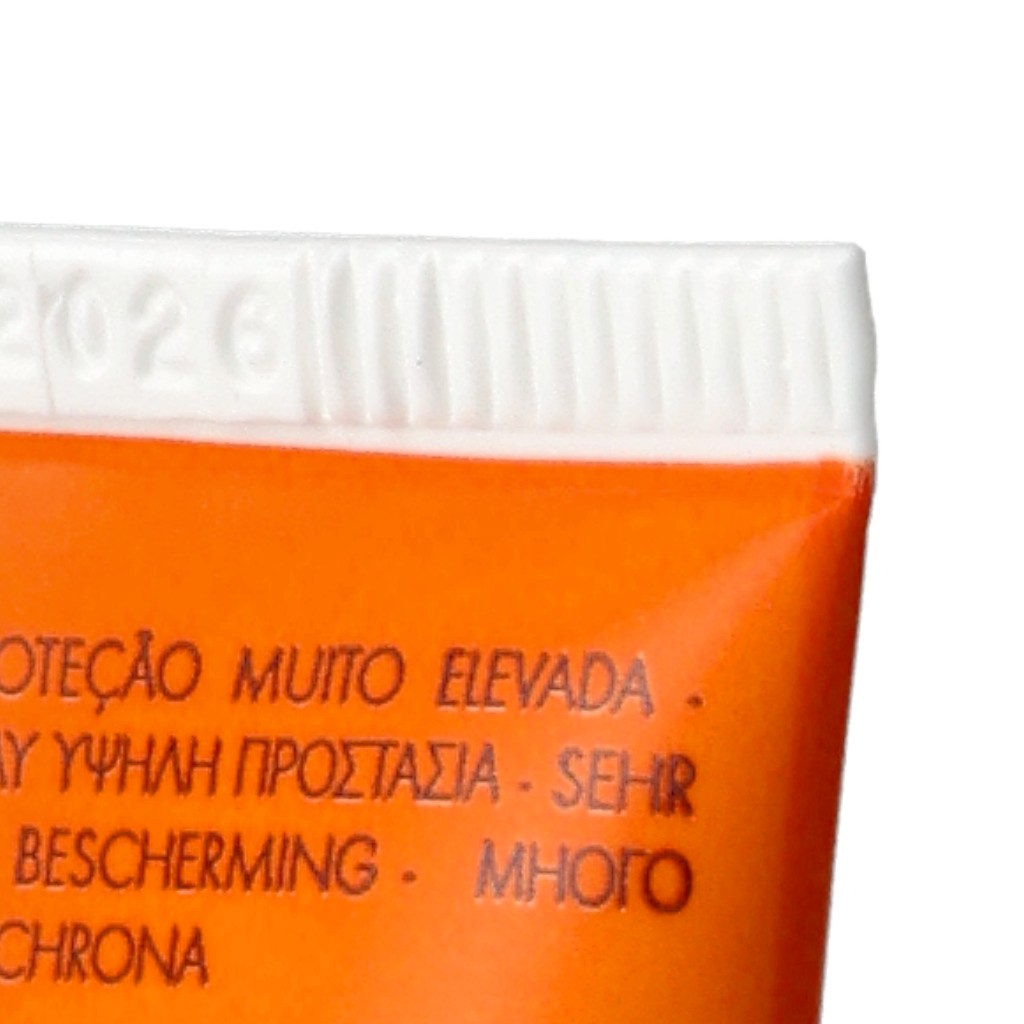 2026
OTEÇÃO MUITO ELEVADA -
ΛΥ ΥΨΗΛΗ ΠΡΟΣΤΑΣΙΑ - SEHR
BESCHERMING - МНОГО
CHRONA